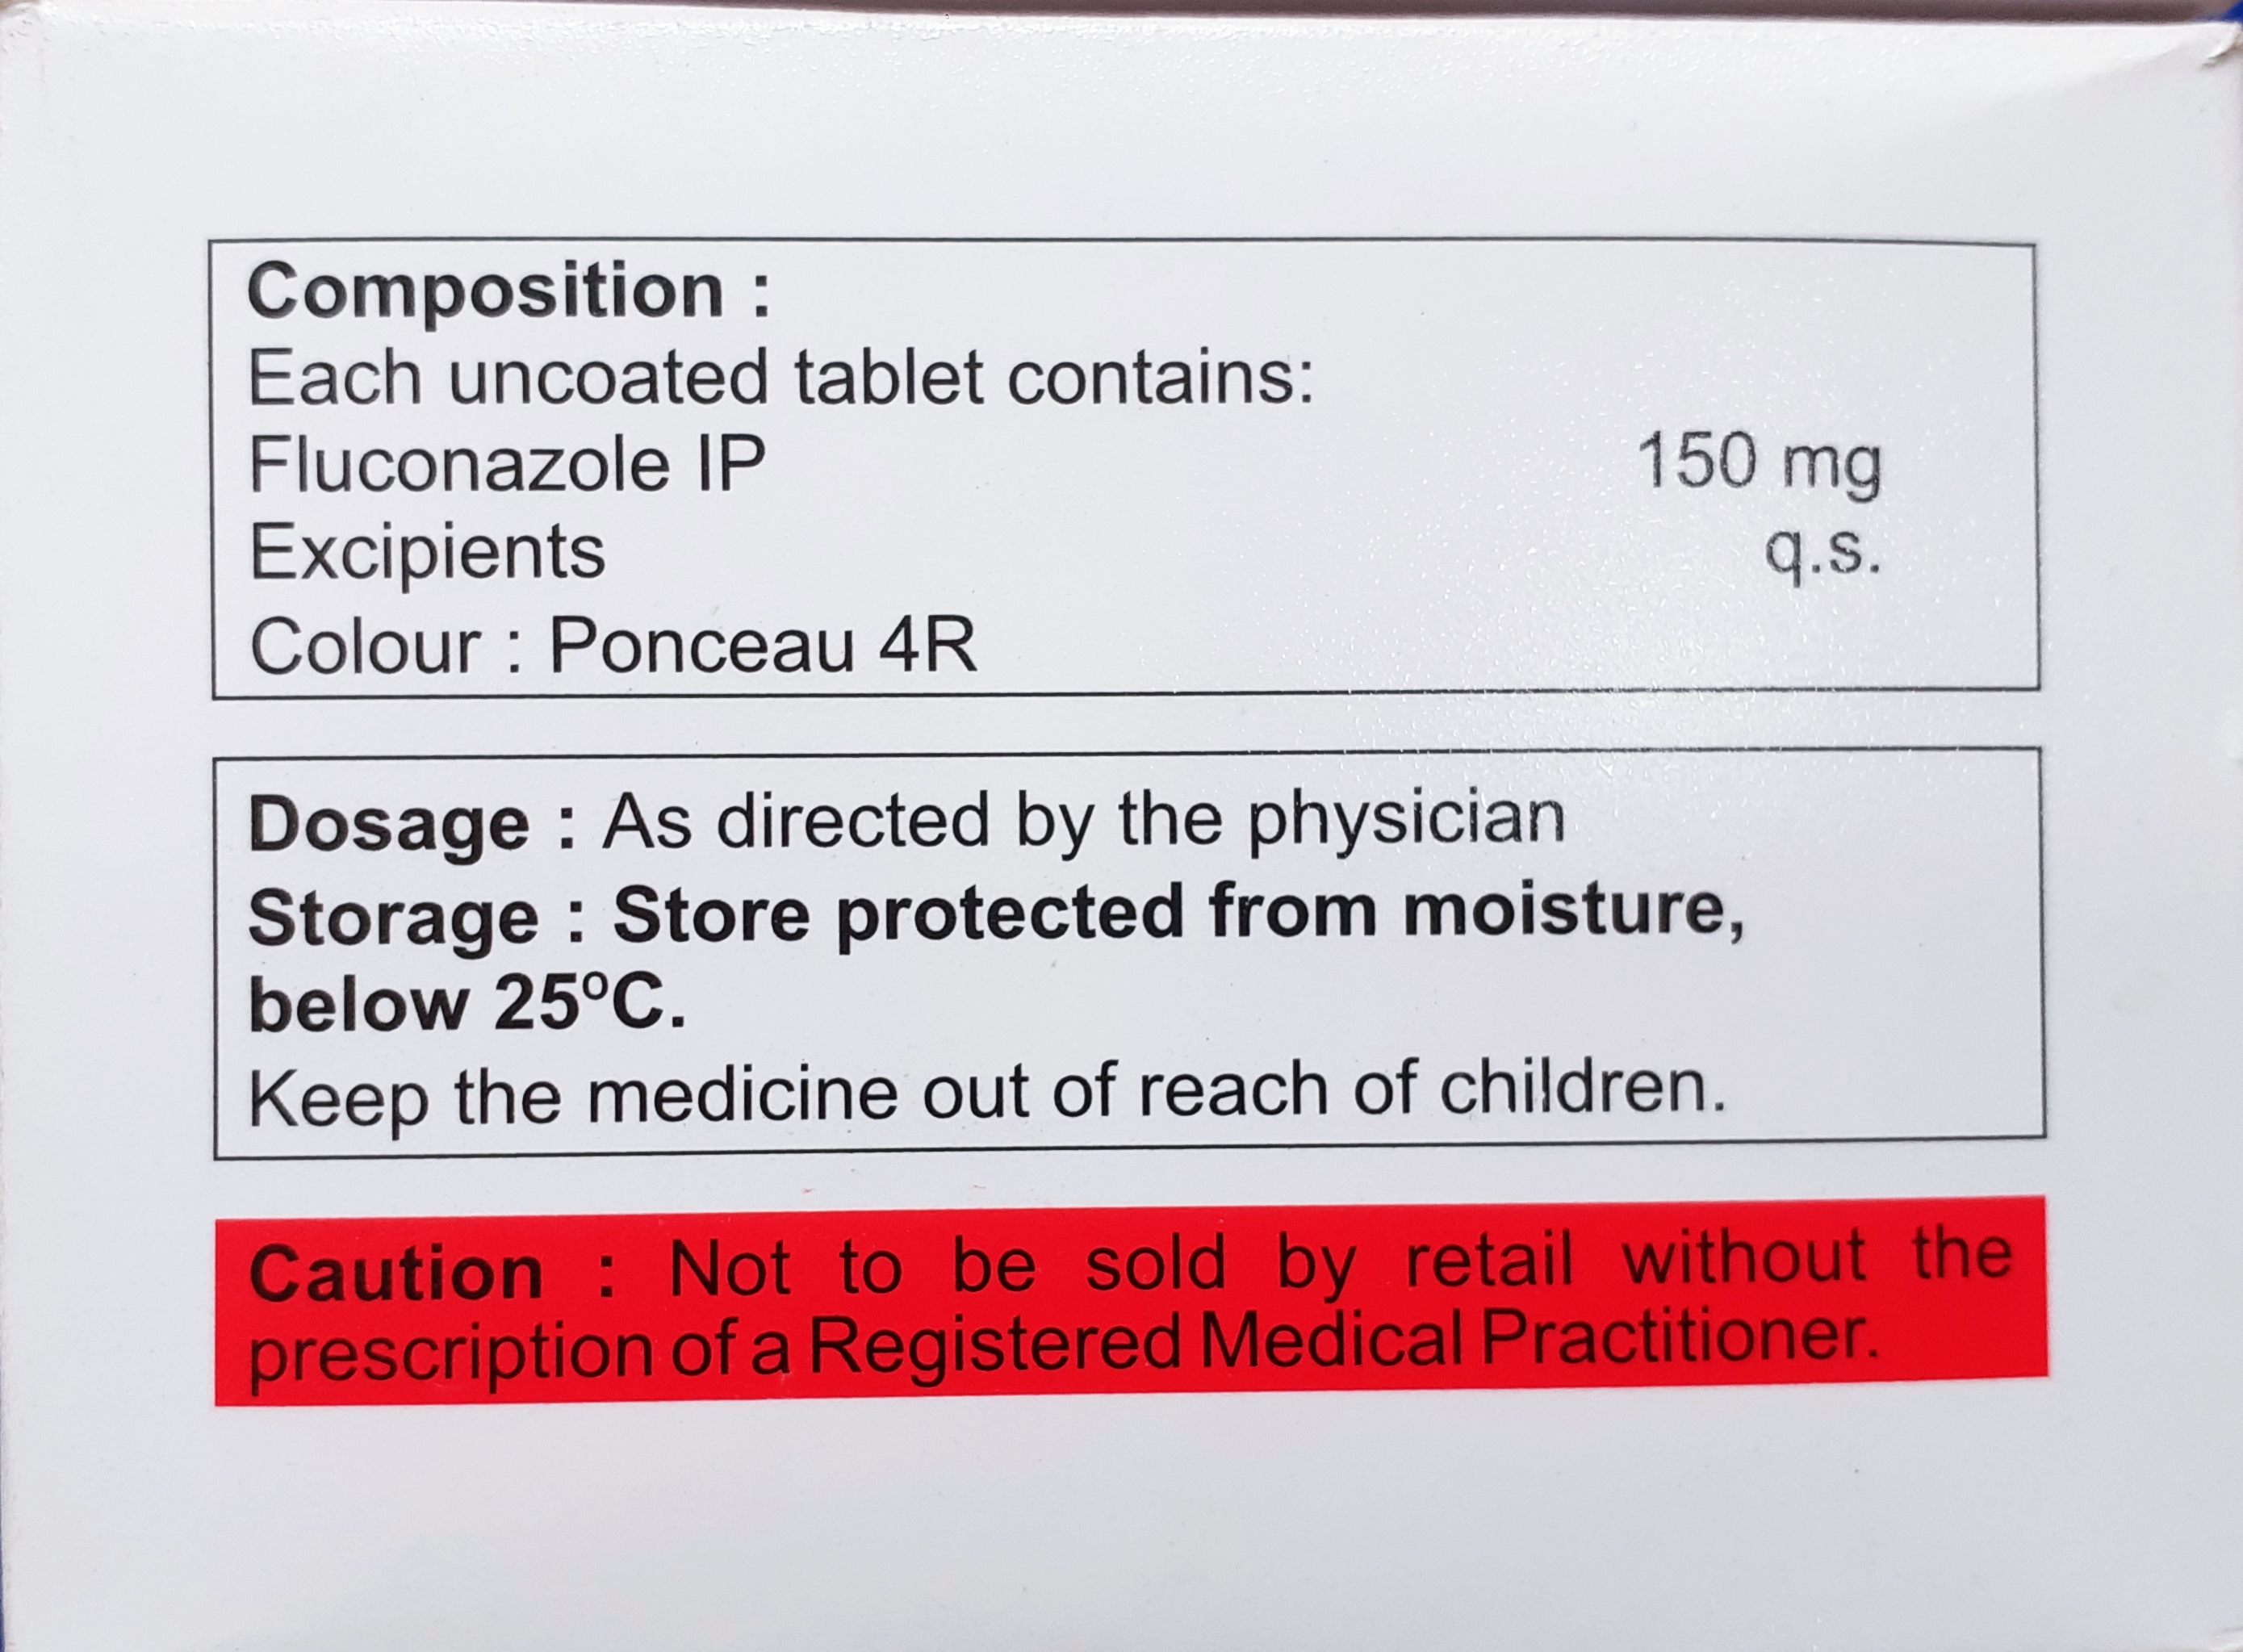 Composition :
Each uncoated tablet contains:
Fluconazole IP 150 mg
Excipients q.s.
Colour : Ponceau 4R
Dosage : As directed by the physician
Storage : Store protected from moisture,
below 25ºC.
Keep the medicine out of reach of children.
Caution : Not to be sold by retail without the
prescription of a Registered Medical Practitioner.